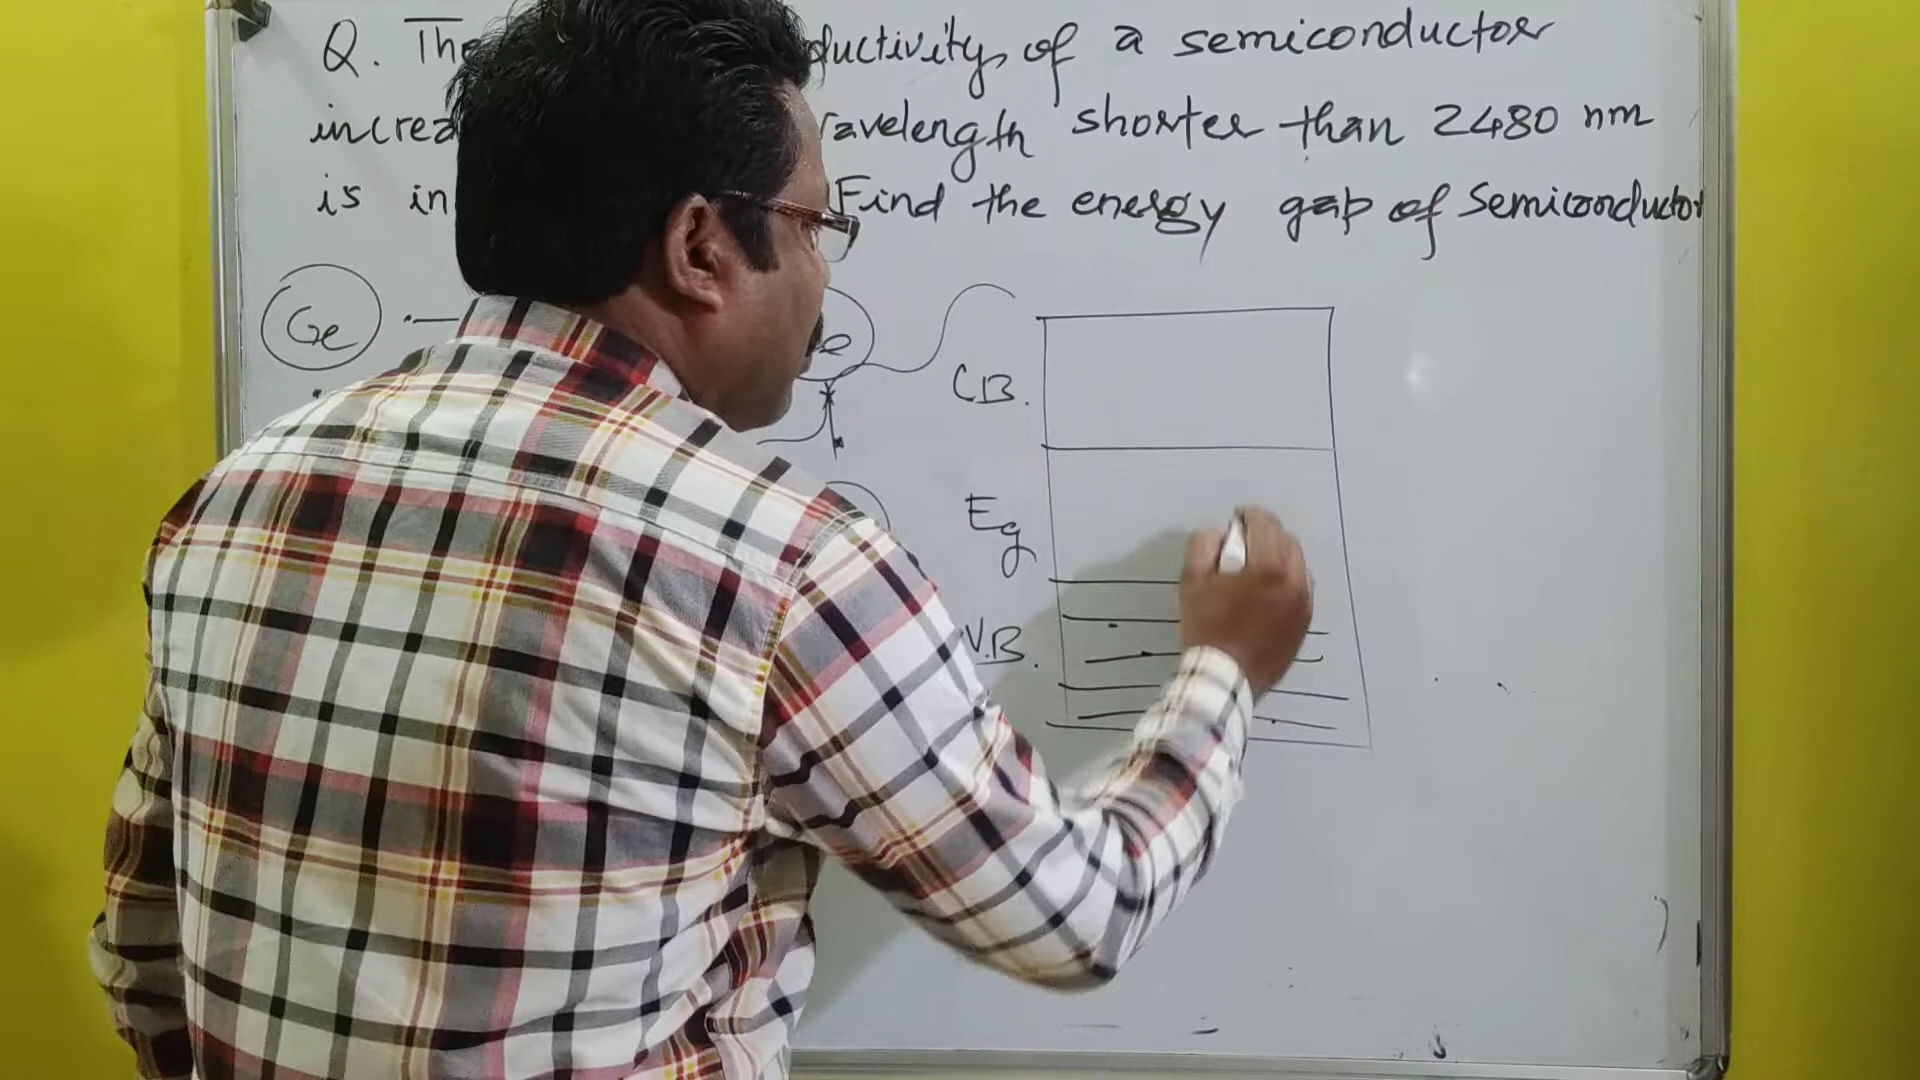 Q. The ductivity of a semiconductor
increa wavelength shorter than 2480 nm
is in Find the energy gap of Semiconductor
Ge
e
C B.
Eg
V.B.